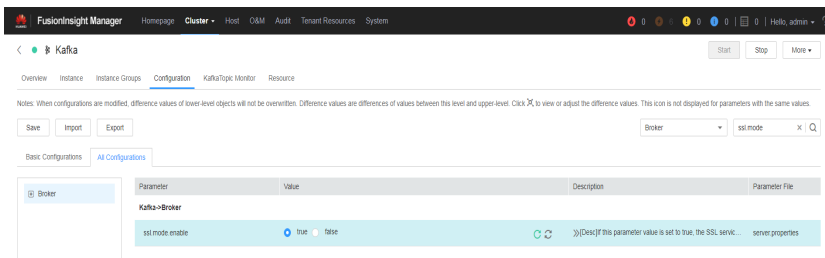 FusionInsight Manager Homepage Cluster Host O&M Audit Tenant Resources System 0 0 0 0 0 Hello, admin
Kafka Start Stop More
Overview Instance Instance Groups Configuration KafkaTopic Monitor Resource
Notes: When configurations are modified, difference values of lower-level objects will not be overwritten. Difference values are differences of values between this level and upper-level. Click to view or adjust the difference values. This icon is not displayed for parameters with the same values.
Save Import Export Broker ssl.mode
Basic Configurations All Configurations
Broker
Parameter Value Description Parameter File
Kafka->Broker
ssl.mode.enable true false [Desc]If this parameter value is set to true, the SSL servic... server.properties